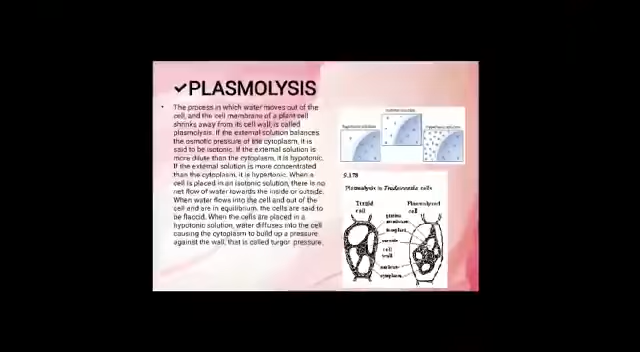 ✓PLASMOLYSIS
• The process in which water moves out of the
cell, and the cell membrane of a plant cell
shrinks away from its cell wall, is called
plasmolysis. If the external solution balances
the osmotic pressure of the cytoplasm, it is
said to be isotonic. If the external solution is
more dilute than the cytoplasm, it is hypotonic.
If the external solution is more concentrated
than the cytoplasm, it is hypertonic. When a
cell is placed in an isotonic solution, there is no
net flow of water towards the inside or outside.
When water flows into the cell and out of the
cell and are in equilibrium, the cells are said to
be flaccid. When the cells are placed in a
hypotonic solution, water diffuses into the cell
causing the cytoplasm to build up a pressure
against the wall, that is called turgor pressure.
Plasmolysis in Tradescantia cells
Turgid
cell
Plasmolysed
cell
plasma
membrane
tonoplast
vacuole
cell
wall
nucleus
cytoplasm